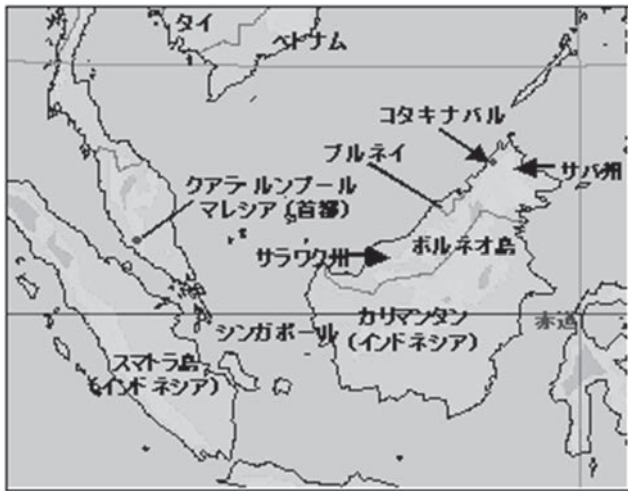 タイ
ベトナム
コタキナバル
ブルネイ
サバ州
クアラ・ルンプール
マレシア(首都)
サラワク州
ボルネオ島
シンガポール
カリマンタン
(インドネシア)
赤道
スマトラ島
(インドネシア)